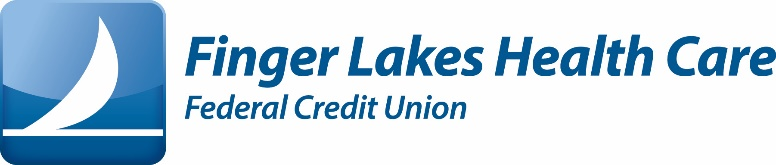 Finger Lakes Health Care
Federal Credit Union